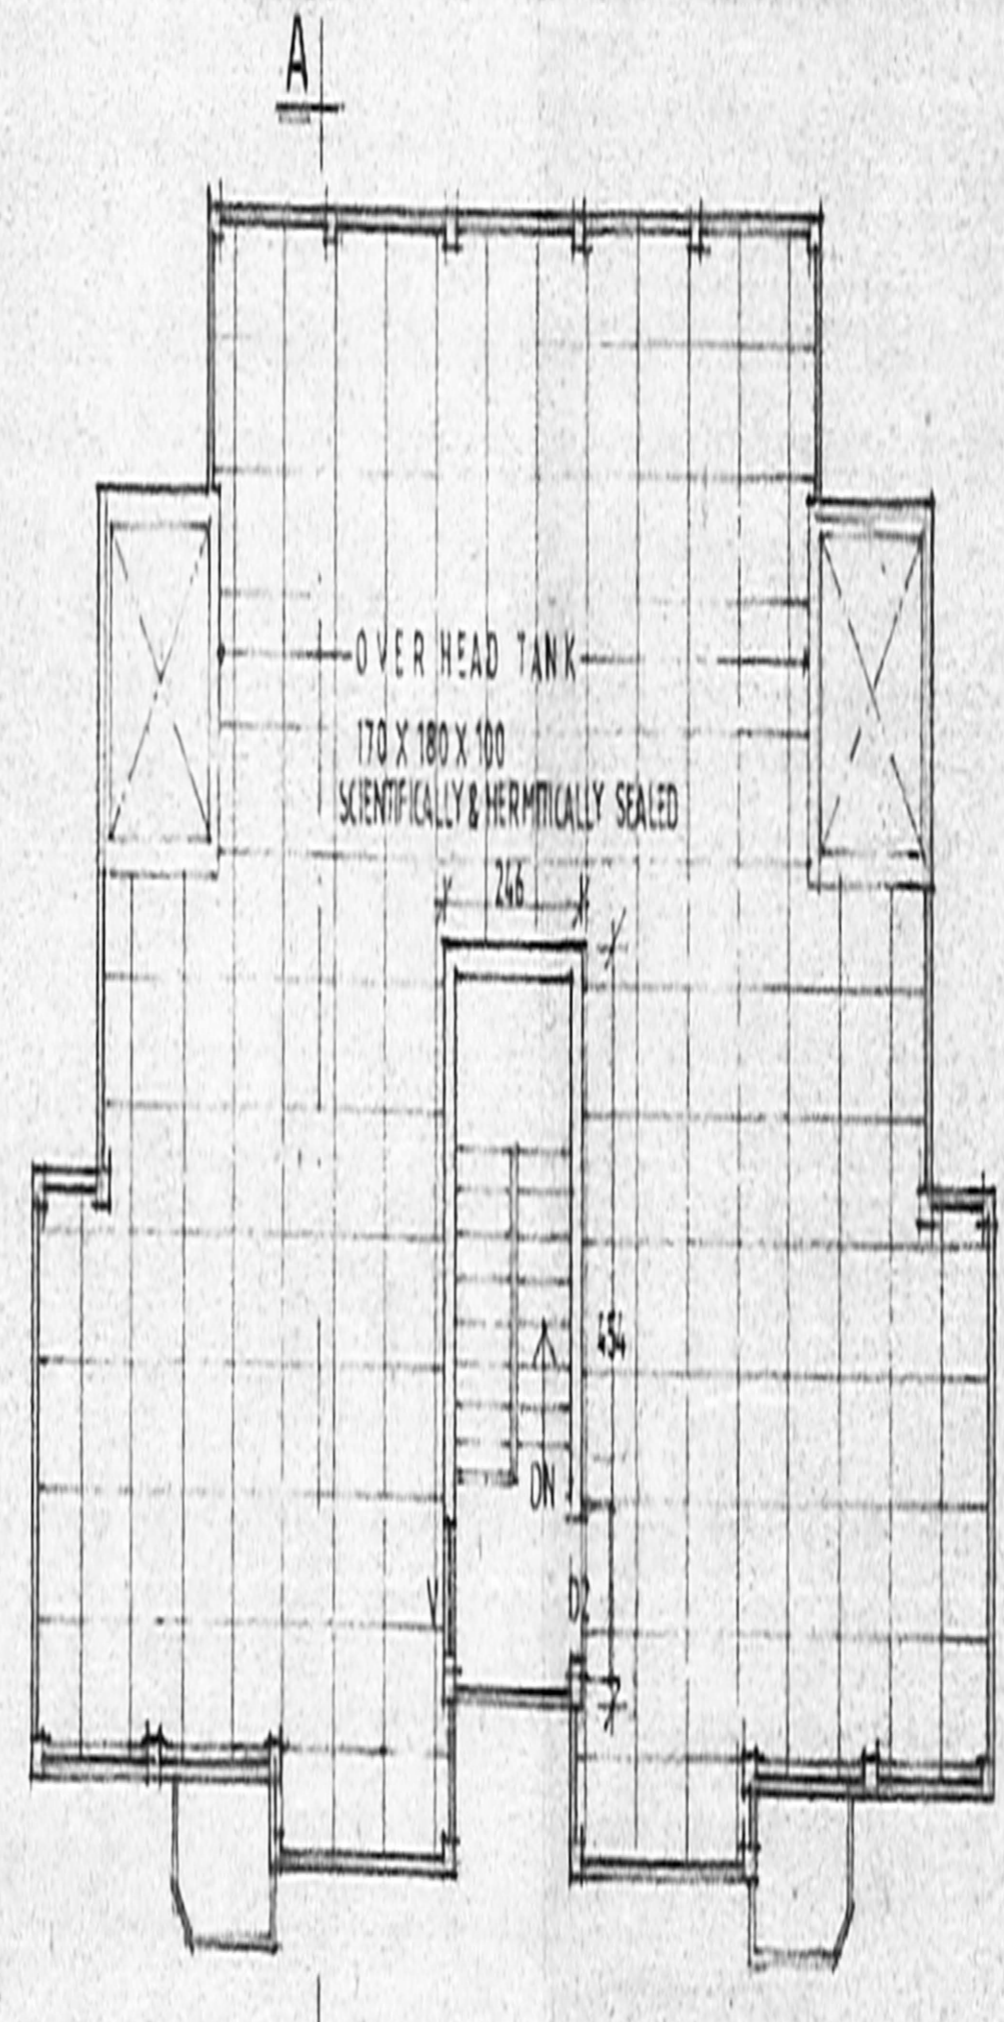 A
OVER HEAD TANK
170 X 180 X 100
SCIENTIFICALLY & HERMITICALLY SEALED
246
454
DN
V
D2